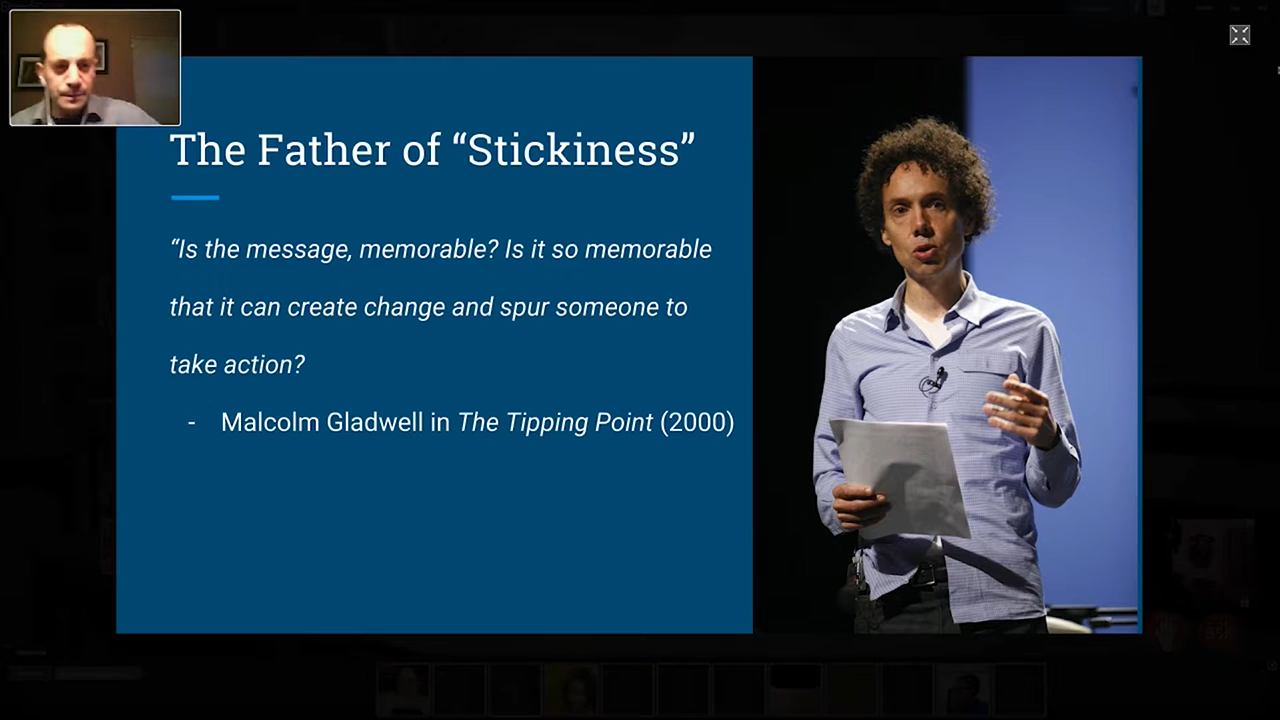 The Father of “Stickiness”
“Is the message, memorable? Is it so memorable
that it can create change and spur someone to
take action?
- Malcolm Gladwell in The Tipping Point (2000)